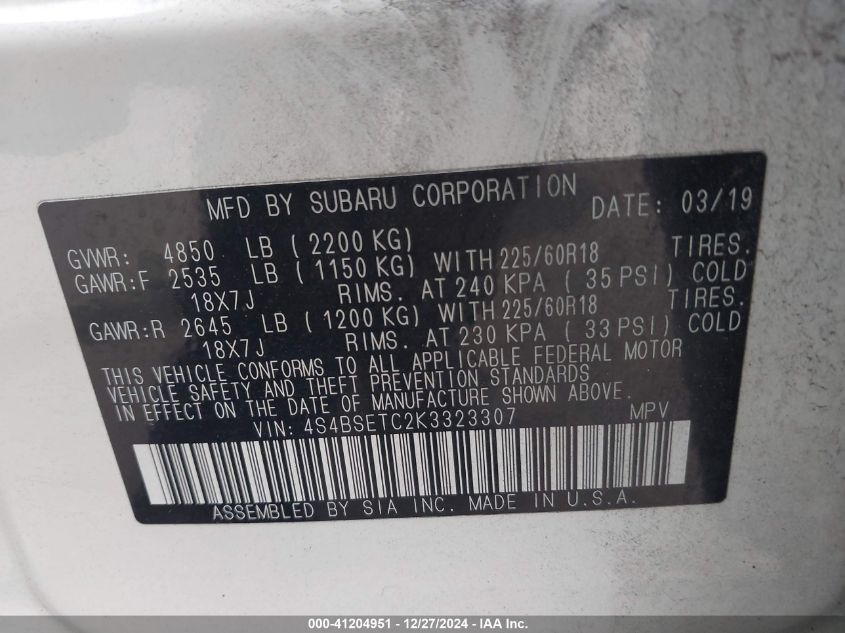 MFD BY SUBARU CORPORATION DATE: 03/19
GVWR: 4850 LB (2200 KG)
GAWR:F 2535 LB (1150 KG) WITH 225/60R18 TIRES.
18X7J RIMS. AT 240 KPA (35 PSI) COLD
GAWR:R 2645 LB (1200 KG) WITH 225/60R18 TIRES.
18X7J RIMS. AT 230 KPA (33 PSI) COLD
THIS VEHICLE CONFORMS TO ALL APPLICABLE FEDERAL MOTOR
VEHICLE SAFETY AND THEFT PREVENTION STANDARDS
IN EFFECT ON THE DATE OF MANUFACTURE SHOWN ABOVE.
VIN: 4S4BSETC2K3323307 MPV
ASSEMBLED BY SIA INC. MADE IN U.S.A.
000-41204951 - 12/27/2024 - IAA Inc.